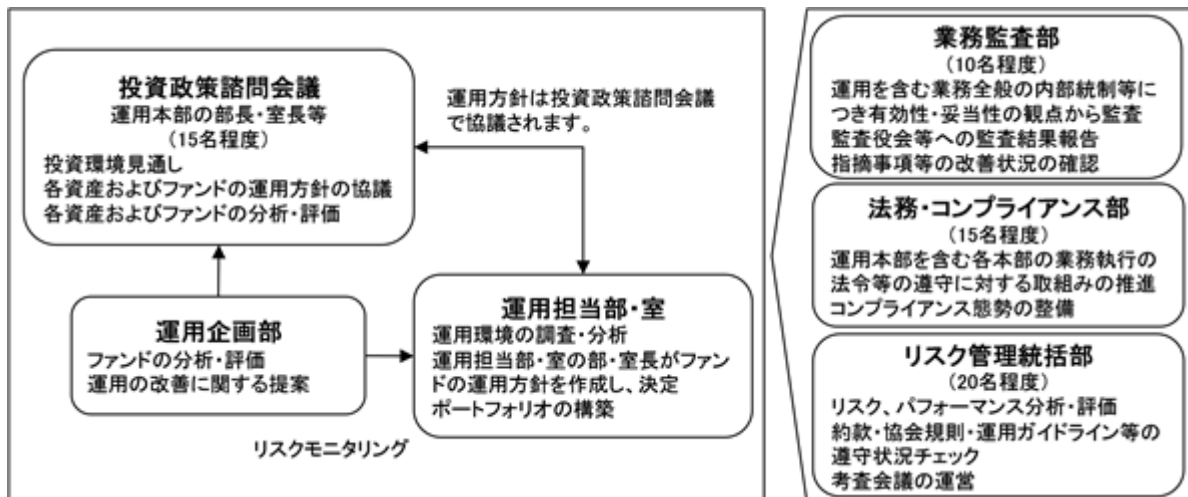 投資政策諮問会議
運用本部の部長・室長等
(15名程度)
投資環境見通し
各資産およびファンドの運用方針の協議
各資産およびファンドの分析・評価
運用方針は投資政策諮問会議
で協議されます。
運用企画部
ファンドの分析・評価
運用の改善に関する提案
運用担当部・室
運用環境の調査・分析
運用担当部・室の部・室長がファン
ドの運用方針を作成し、決定
ポートフォリオの構築
リスクモニタリング
業務監査部
(10名程度)
運用を含む業務全般の内部統制等に
つき有効性・妥当性の観点から監査
監査役会等への監査結果報告
指摘事項等の改善状況の確認
法務・コンプライアンス部
(15名程度)
運用本部を含む各本部の業務執行の
法令等の遵守に対する取組みの推進
コンプライアンス態勢の整備
リスク管理統括部
(20名程度)
リスク、パフォーマンス分析・評価
約款・協会規則・運用ガイドライン等の
遵守状況チェック
考査会議の運営